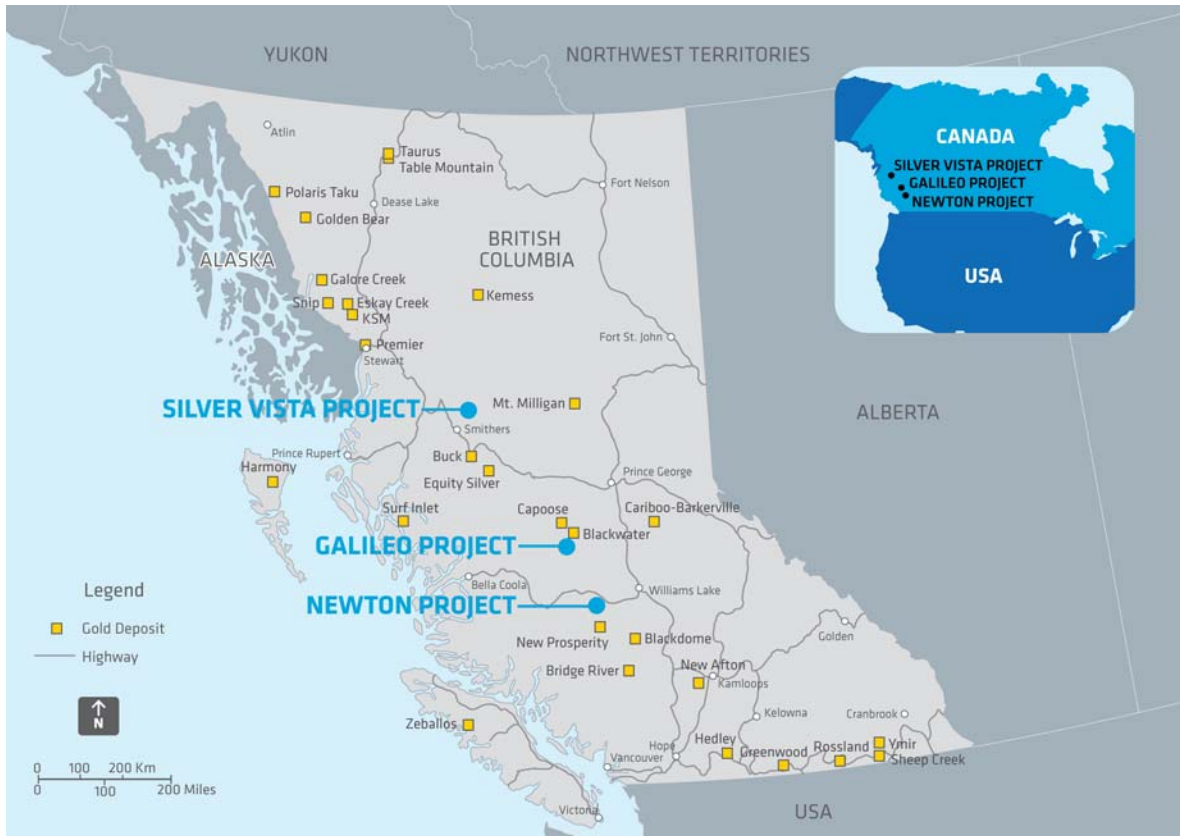 YUKON
NORTHWEST TERRITORIES
CANADA
SILVER VISTA PROJECT
GALILEO PROJECT
NEWTON PROJECT
USA
Atlin
Taurus
Table Mountain
Fort Nelson
Polaris Taku
Dease Lake
Golden Bear
BRITISH
COLUMBIA
ALASKA
Galore Creek
Snip
Eskay Creek
KSM
Kemess
Premier
Stewart
Fort St. John
SILVER VISTA PROJECT
Mt. Milligan
ALBERTA
Smithers
Prince Rupert
Buck
Harmony
Equity Silver
Prince George
Surf Inlet
Capoose
Cariboo-Barkerville
Blackwater
GALILEO PROJECT
Bella Coola
Williams Lake
NEWTON PROJECT
New Prosperity
Blackdome
Golden
Bridge River
New Afton
Kamloops
Zeballos
Kelowna
Cranbrook
Hedley
Hope
Vancouver
Greenwood
Rossland
Ymir
Sheep Creek
Victoria
USA
Legend
Gold Deposit
Highway
N
0 100 200 Km
0 100 200 Miles